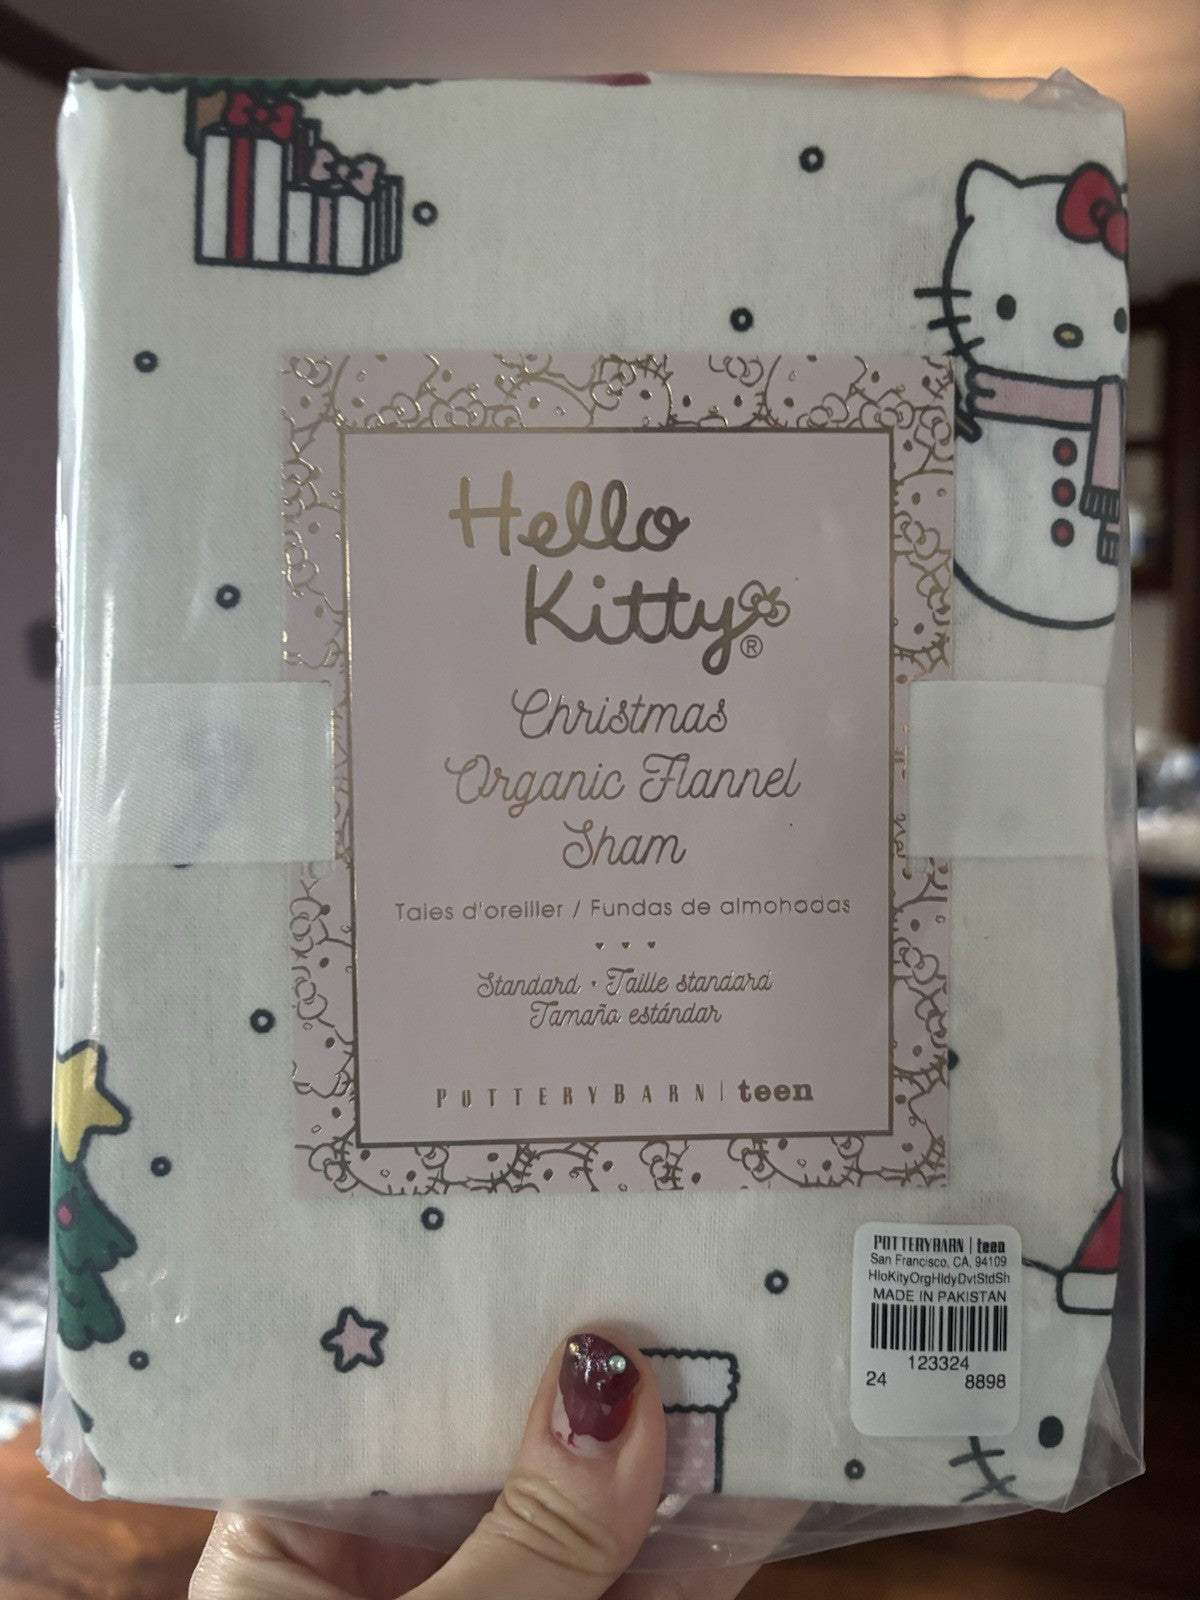 Hello
Kitty®
Christmas
Organic Flannel
Sham
Taies d'oreiller / Fundas de almohadas
Standard • Taille standard
Tamaño estándar
POTTERYBARN | teen
POTTERYBARN | teen
San Francisco, CA, 94109
HloKityOrgHldyDvtStdSh
MADE IN PAKISTAN
123324
24 8898